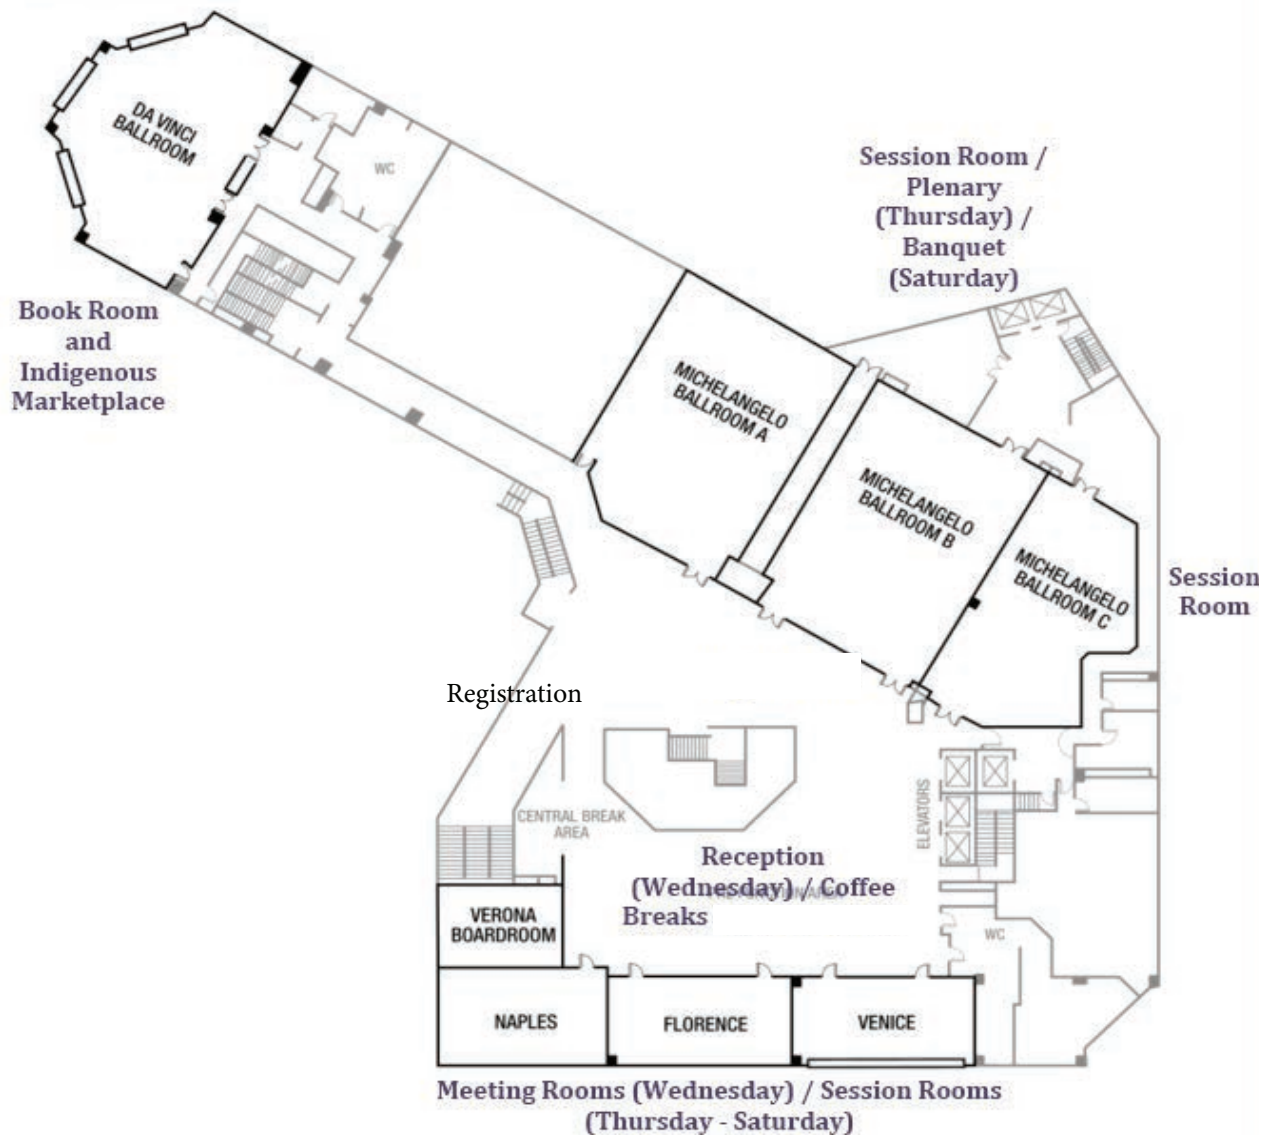 DA VINCI
BALLROOM
WC
Session Room /
Plenary
(Thursday) /
Banquet
(Saturday)
Book Room
and
Indigenous
Marketplace
MICHELANGELO
BALLROOM A
MICHELANGELO
BALLROOM B
MICHELANGELO
BALLROOM C
Session
Room
Registration
CENTRAL BREAK
AREA
ELEVATORS
Reception
(Wednesday) / Coffee
Breaks
VERONA
BOARDROOM
WC
NAPLES
FLORENCE
VENICE
Meeting Rooms (Wednesday) / Session Rooms
(Thursday - Saturday)